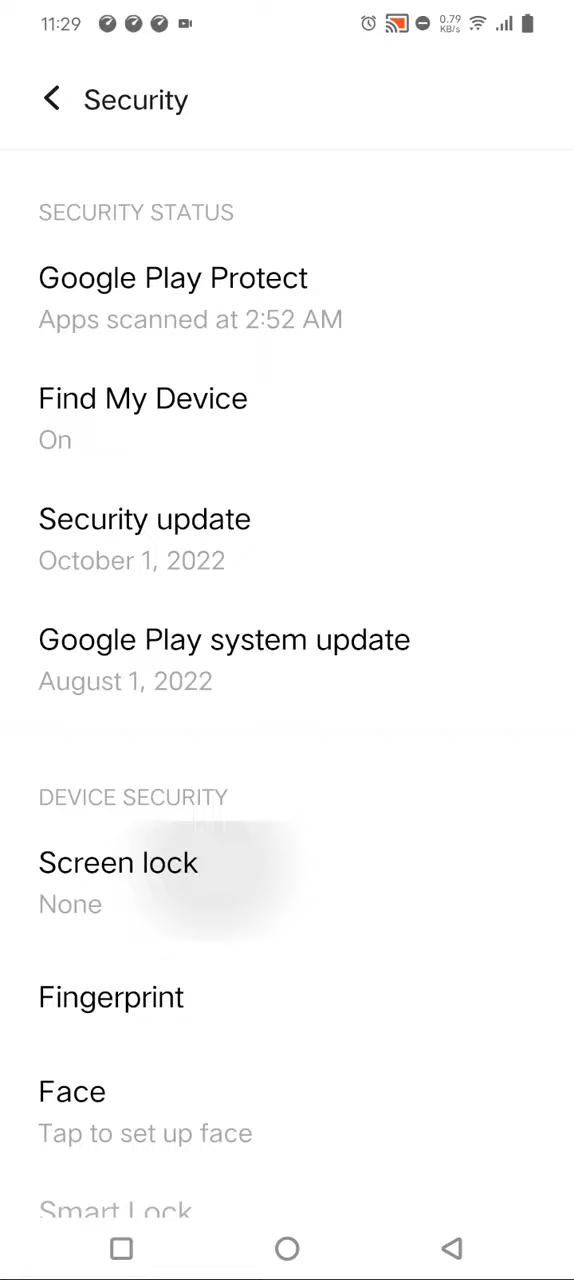 11:29
0.79
KB/s
Security
SECURITY STATUS
Google Play Protect
Apps scanned at 2:52 AM
Find My Device
On
Security update
October 1, 2022
Google Play system update
August 1, 2022
DEVICE SECURITY
Screen lock
None
Fingerprint
Face
Tap to set up face
Smart Lock